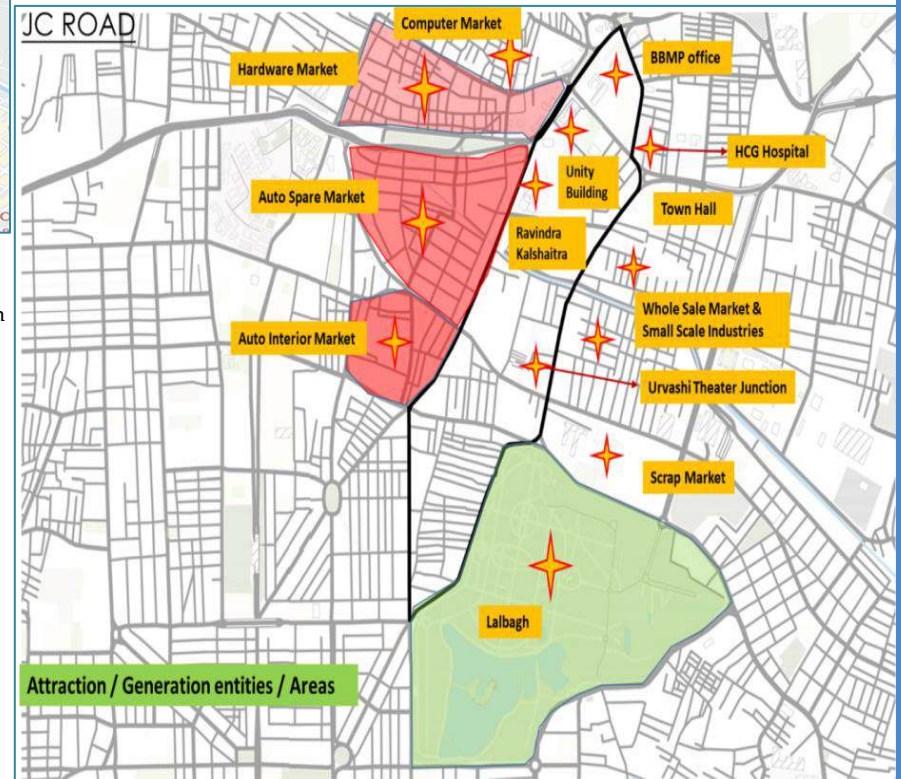 JC ROAD
Computer Market
Hardware Market
BBMP office
HCG Hospital
Unity
Building
Auto Spare Market
Town Hall
Ravindra
Kalshaitra
Whole Sale Market &
Small Scale Industries
Auto Interior Market
Urvashi Theater Junction
Scrap Market
Lalbagh
Attraction / Generation entities / Areas